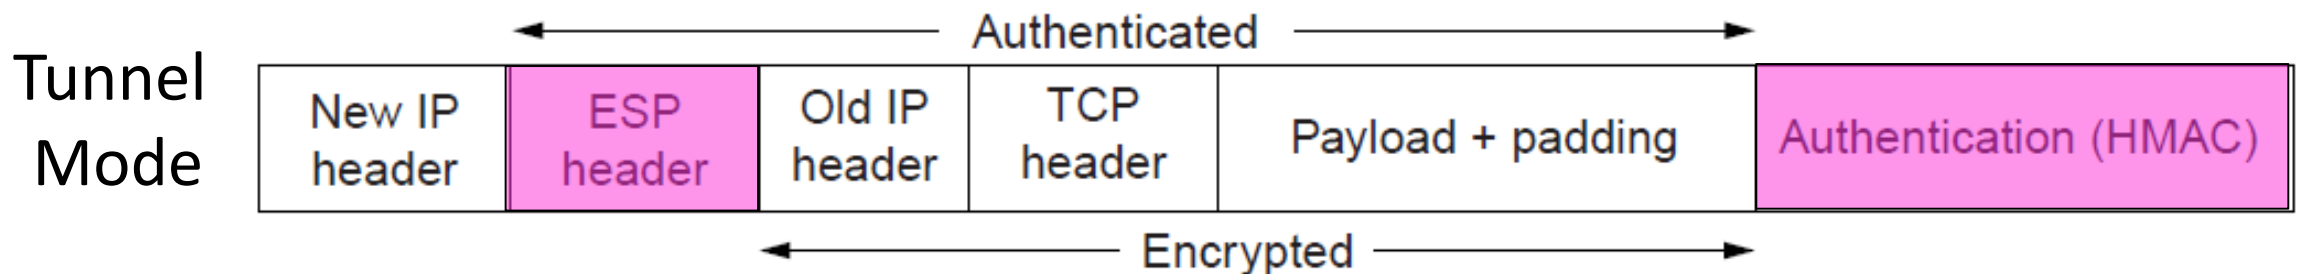 Authenticated
Tunnel
Mode
New IP
header
ESP
header
Old IP
header
TCP
header
Payload + padding
Authentication (HMAC)
Encrypted